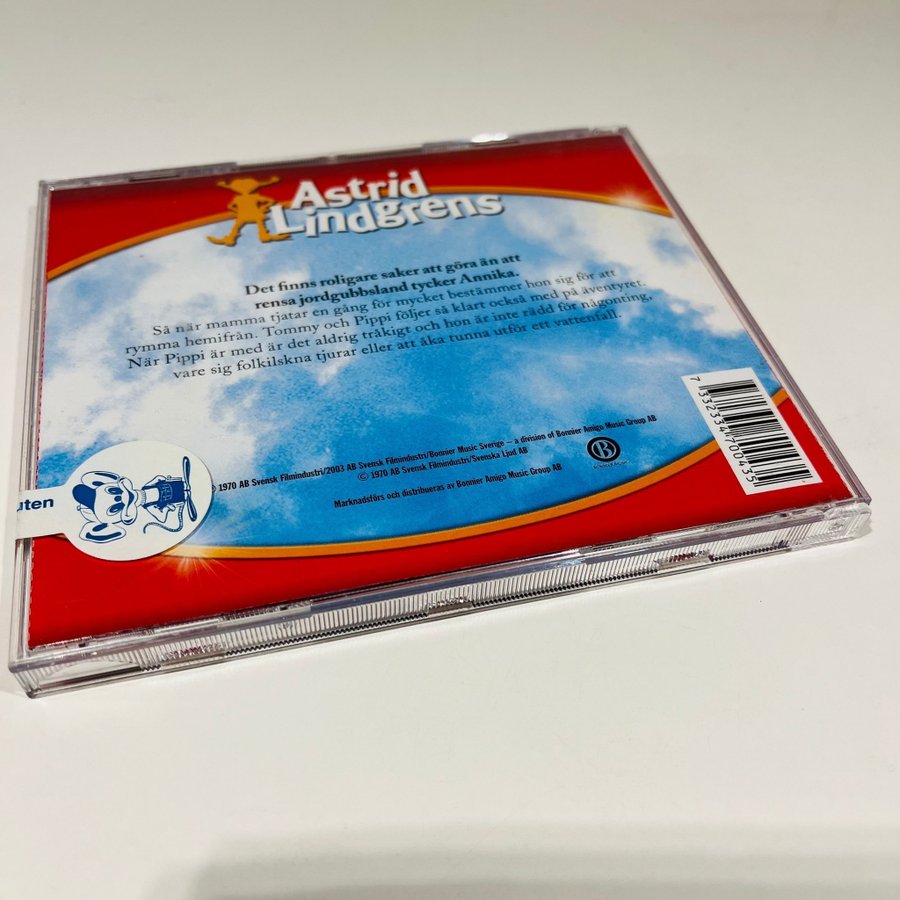 Astrid
Lindgrens
Det finns roligare saker att göra än att
rensa jordgubbsland tycker Annika.
Så när mamma tjatar en gång för mycket bestämmer hon sig för att
rymma hemifrån. Tommy och Pippi följer så klart också med på äventyret.
När Pippi är med är det aldrig tråkigt och hon är inte rädd för någonting,
vare sig folkilskna tjurar eller att åka tunna utför ett vattenfall.
℗ 1970 AB Svensk Filmindustri/2003 AB Svensk Filmindustri/Bonnier Music Sverige – a division of Bonnier Amigo Music Group AB
© 1970 AB Svensk Filmindustri/Svenska Ljud AB
Marknadsförs och distribueras av Bonnier Amigo Music Group AB
B
7 332334 700435
uten